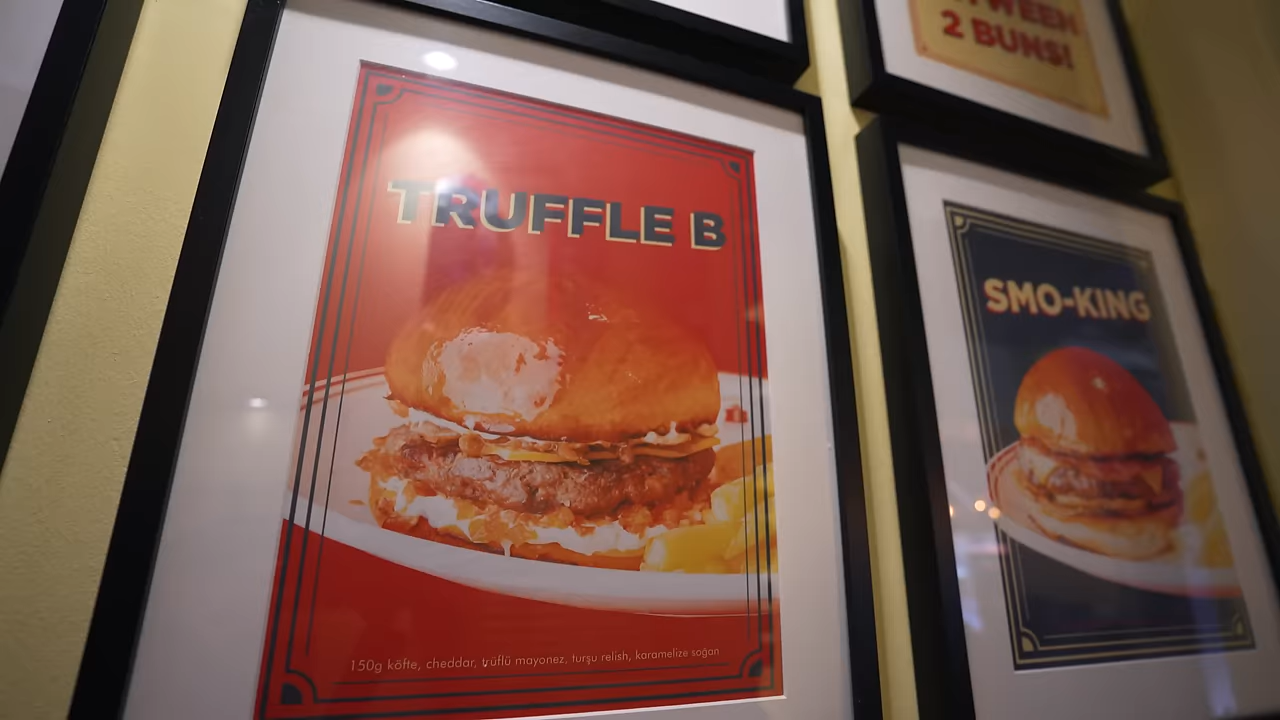 TRUFFLE B
150g köfte, cheddar, trüflü mayonez, turşu relish, karamelize soğan
2 BUNS!
SMO-KING